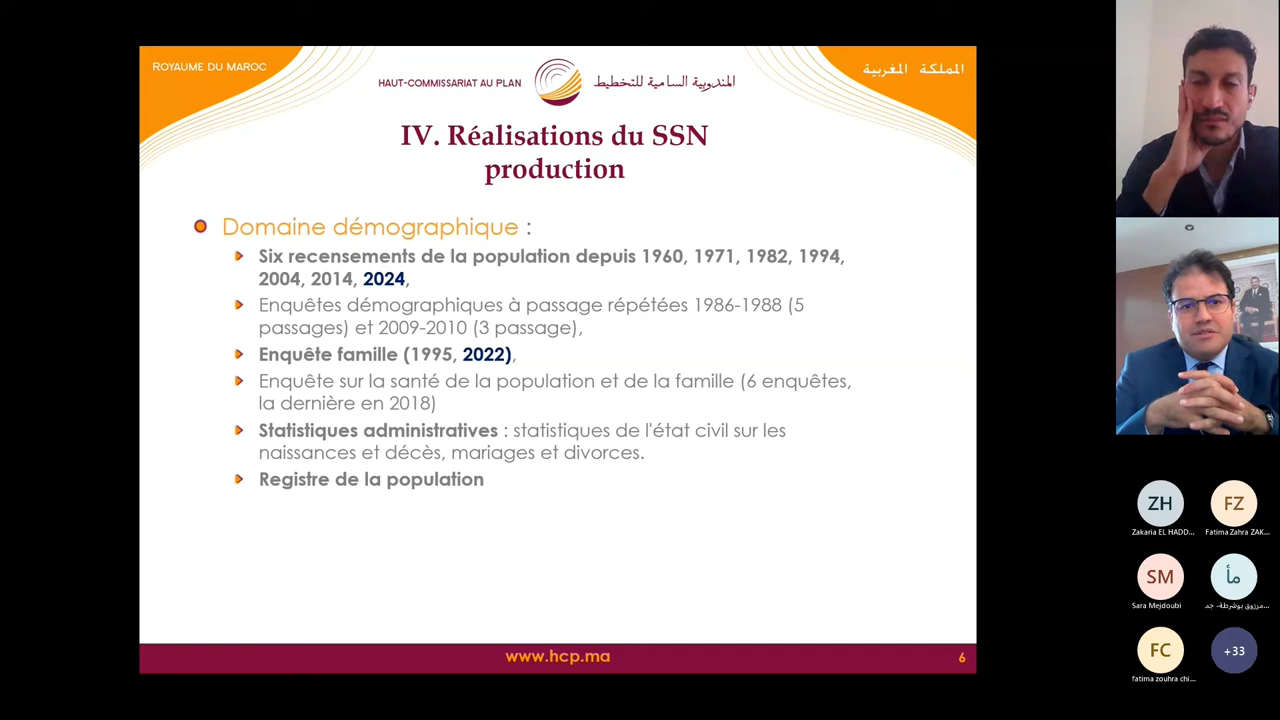 ROYAUME DU MAROC
HAUT-COMMISSARIAT AU PLAN
المندوبية السامية للتخطيط
المملكة المغربية
IV. Réalisations du SSN
production
Domaine démographique :
Six recensements de la population depuis 1960, 1971, 1982, 1994,
2004, 2014, 2024,
Enquêtes démographiques à passage répétées 1986-1988 (5
passages) et 2009-2010 (3 passage),
Enquête famille (1995, 2022),
Enquête sur la santé de la population et de la famille (6 enquêtes,
la dernière en 2018)
Statistiques administratives : statistiques de l'état civil sur les
naissances et décès, mariages et divorces.
Registre de la population
www.hcp.ma
6
ZH
FZ
Zakaria EL HADD...
Fatima Zahra ZAK...
SM
مأ
Sara Mejdoubi
مرزوق بوشرطة- جم...
FC
+33
fatima zouhra chi...